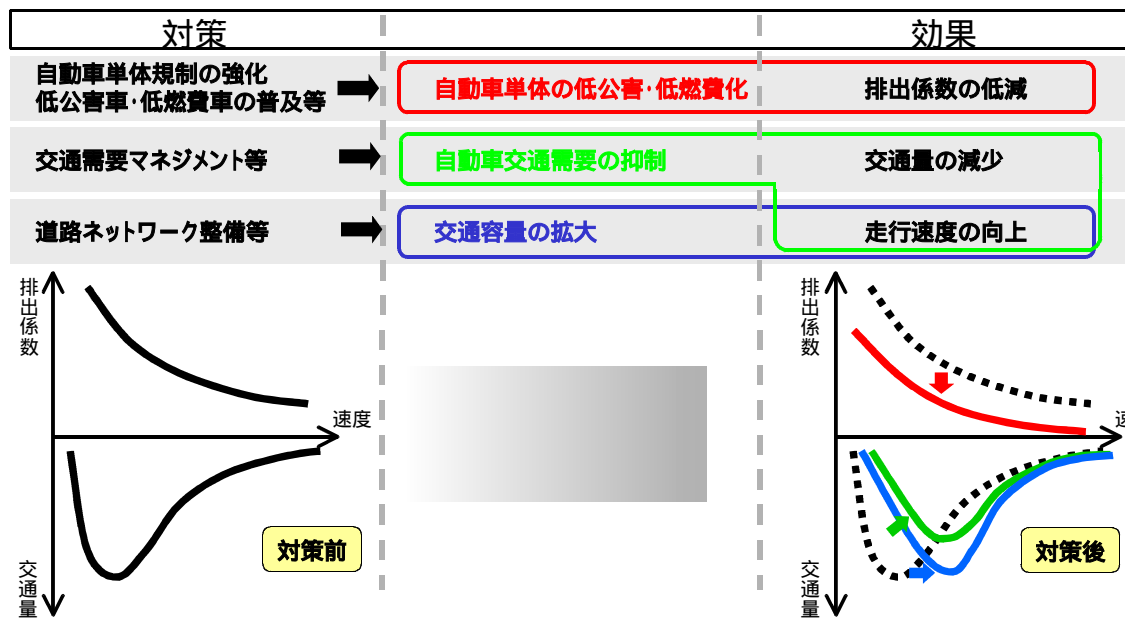 対策
効果
自動車単体規制の強化
低公害車･低燃費車の普及等
自動車単体の低公害･低燃費化
排出係数の低減
交通需要マネジメント等
自動車交通需要の抑制
交通量の減少
道路ネットワーク整備等
交通容量の拡大
走行速度の向上
排出係数
速度
交通量
対策前
排出係数
速
交通量
対策後